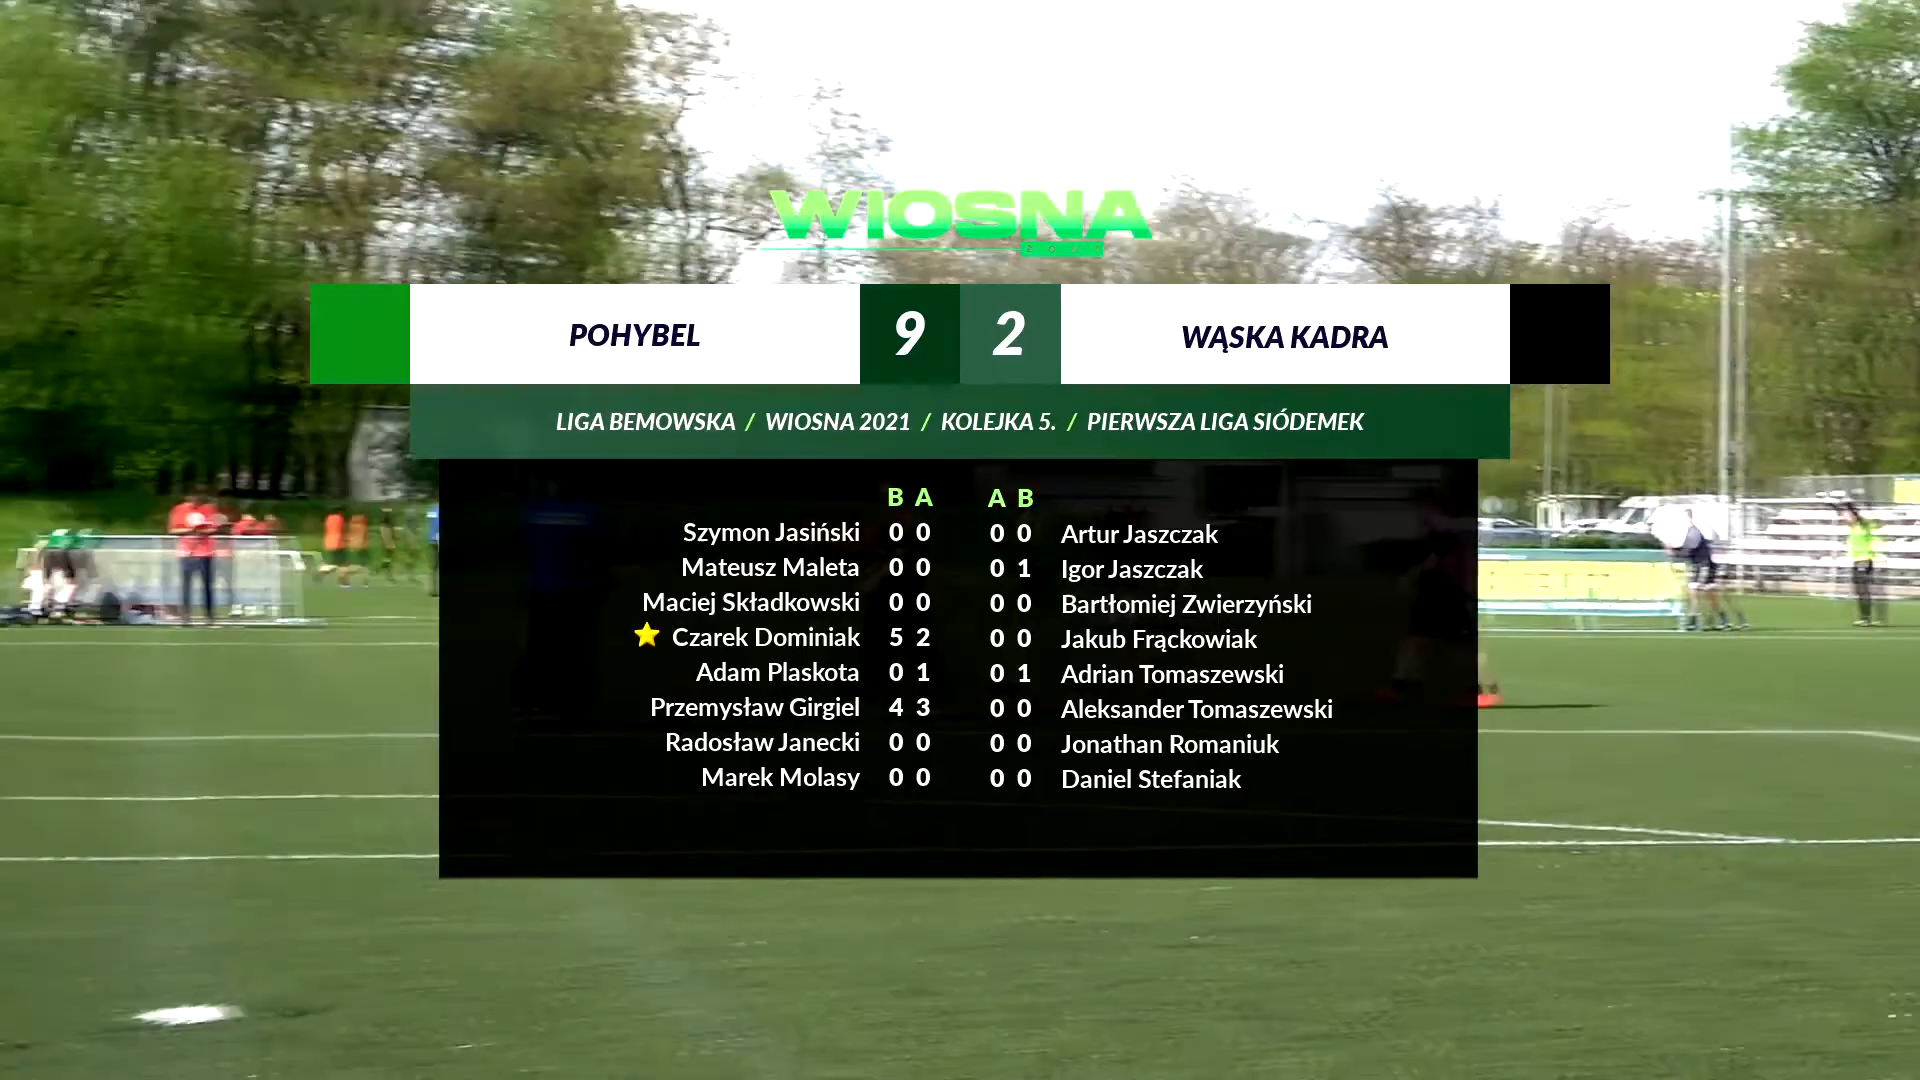 WIOSNA
POHYBEL 9 2 WĄSKA KADRA
LIGA BEMOWSKA / WIOSNA 2021 / KOLEJKA 5. / PIERWSZA LIGA SIÓDEMEK
B A A B
Szymon Jasiński 0 0 0 0 Artur Jaszczak
Mateusz Maleta 0 0 0 1 Igor Jaszczak
Maciej Składkowski 0 0 0 0 Bartłomiej Zwierzyński
Czarek Dominiak 5 2 0 0 Jakub Frąckowiak
Adam Plaskota 0 1 0 1 Adrian Tomaszewski
Przemysław Girgiel 4 3 0 0 Aleksander Tomaszewski
Radosław Janecki 0 0 0 0 Jonathan Romaniuk
Marek Molasy 0 0 0 0 Daniel Stefaniak